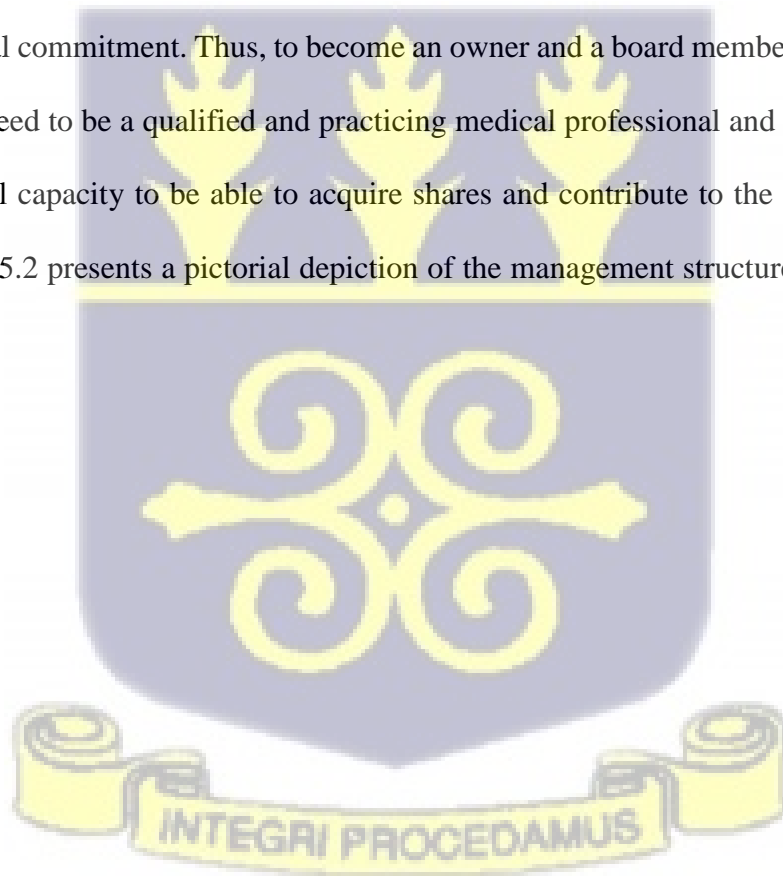 al commitment. Thus, to become an owner and a board membe
eed to be a qualified and practicing medical professional and
l capacity to be able to acquire shares and contribute to the
5.2 presents a pictorial depiction of the management structure
INTEGRI PROCEDAMUS